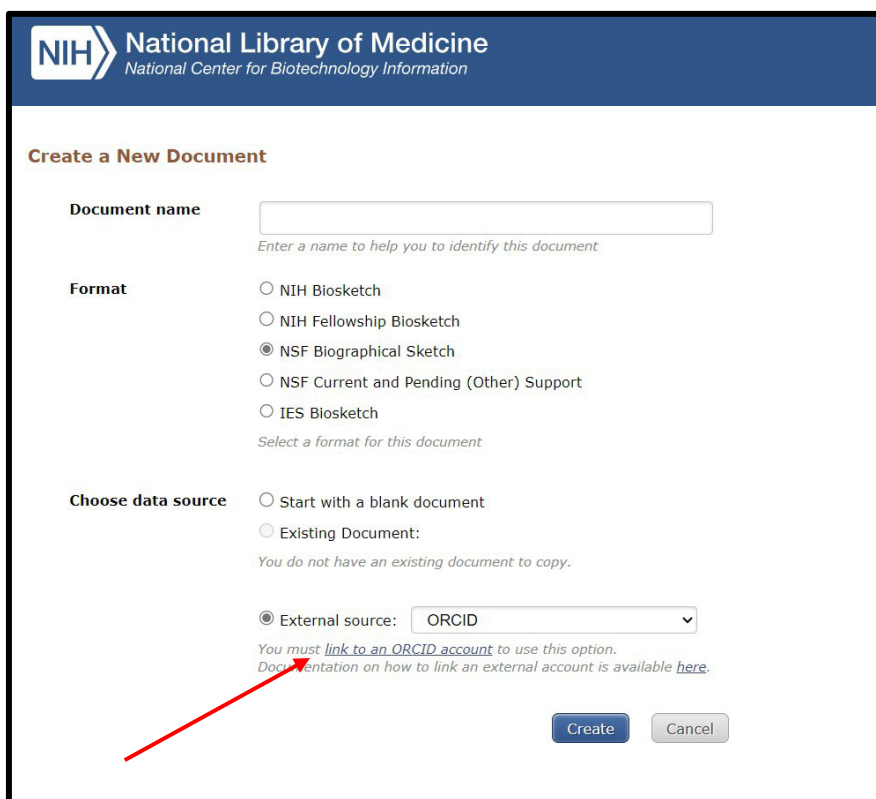 NIH National Library of Medicine
National Center for Biotechnology Information
Create a New Document
Document name
Enter a name to help you to identify this document
Format
NIH Biosketch
NIH Fellowship Biosketch
NSF Biographical Sketch
NSF Current and Pending (Other) Support
IES Biosketch
Select a format for this document
Choose data source
Start with a blank document
Existing Document:
You do not have an existing document to copy.
External source: ORCID
You must link to an ORCID account to use this option.
Documentation on how to link an external account is available here.
Create Cancel